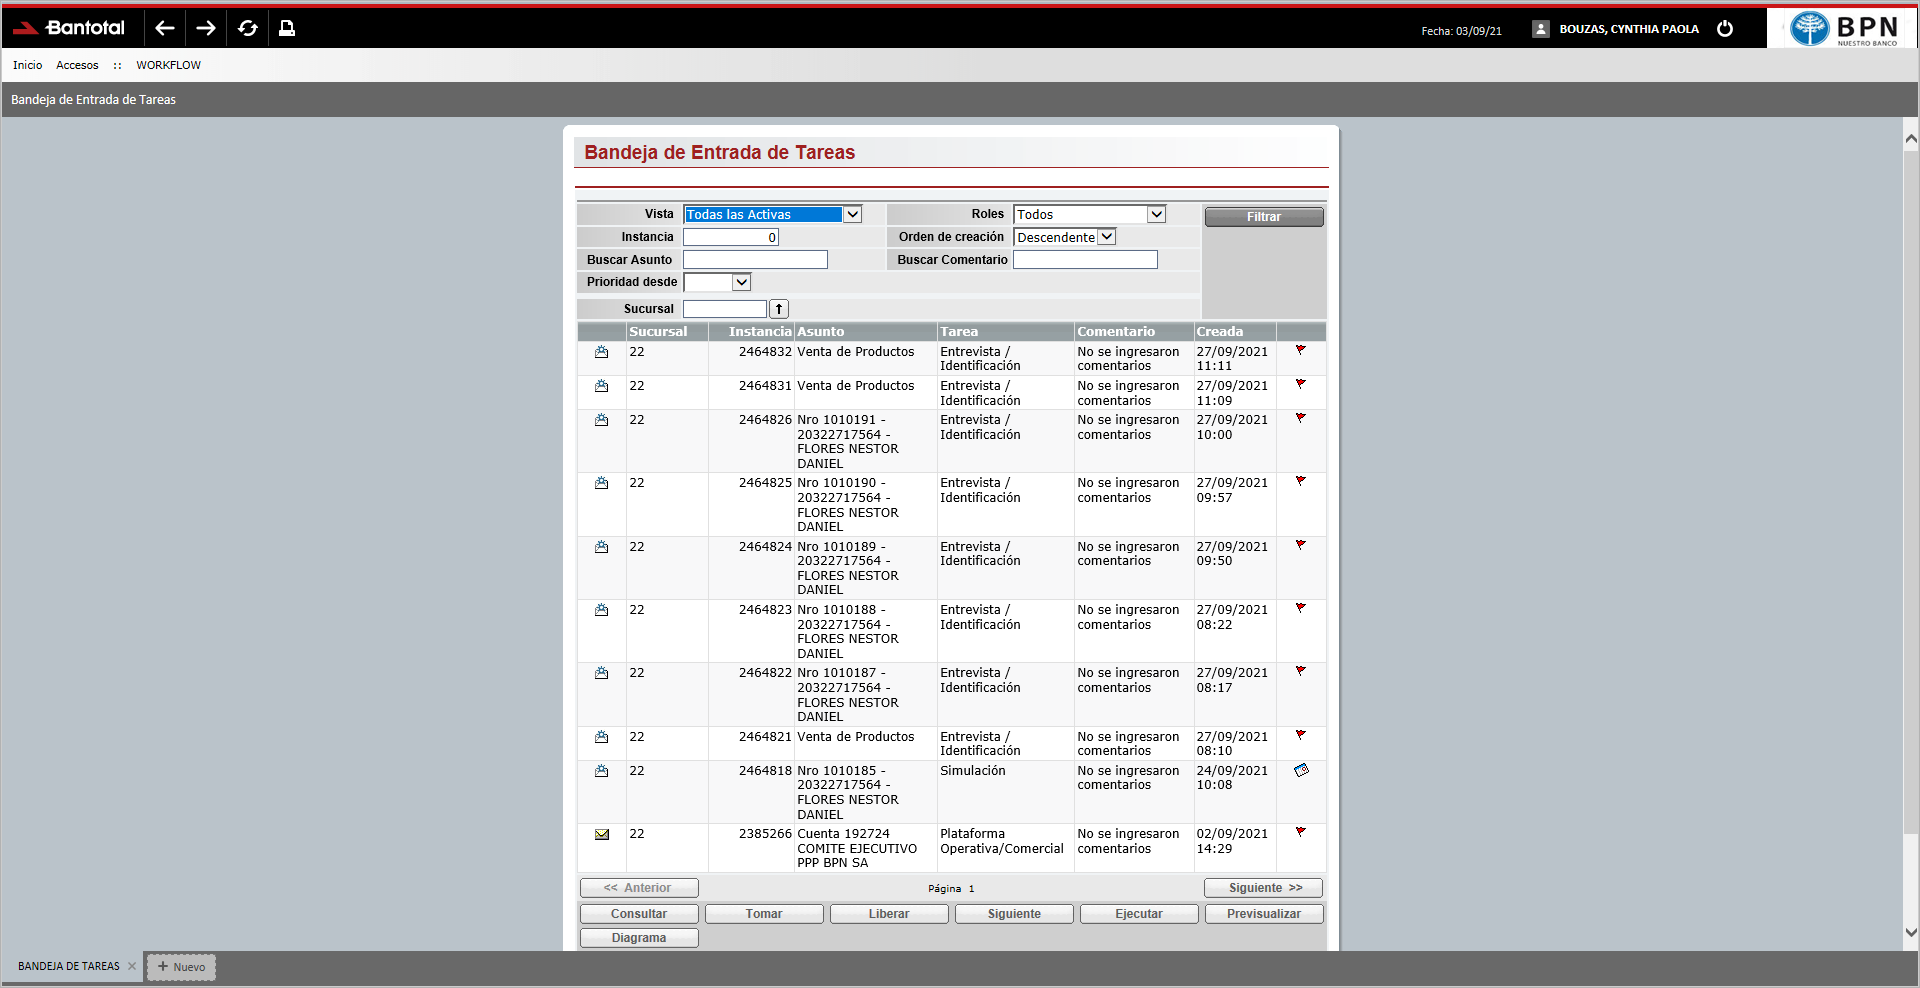 Bantotal
Fecha: 03/09/21
BOUZAS, CYNTHIA PAOLA
BPN
NUESTRO BANCO
Inicio Accesos :: WORKFLOW
Bandeja de Entrada de Tareas
Bandeja de Entrada de Tareas
Vista Todas las Activas Roles Todos Filtrar
Instancia 0 Orden de creación Descendente
Buscar Asunto Buscar Comentario
Prioridad desde
Sucursal
Sucursal Instancia Asunto Tarea Comentario Creada
22 2464832 Venta de Productos Entrevista / No se ingresaron 27/09/2021
Identificación comentarios 11:11
22 2464831 Venta de Productos Entrevista / No se ingresaron 27/09/2021
Identificación comentarios 11:09
22 2464826 Nro 1010191 - Entrevista / No se ingresaron 27/09/2021
20322717564 - Identificación comentarios 10:00
FLORES NESTOR
DANIEL
22 2464825 Nro 1010190 - Entrevista / No se ingresaron 27/09/2021
20322717564 - Identificación comentarios 09:57
FLORES NESTOR
DANIEL
22 2464824 Nro 1010189 - Entrevista / No se ingresaron 27/09/2021
20322717564 - Identificación comentarios 09:50
FLORES NESTOR
DANIEL
22 2464823 Nro 1010188 - Entrevista / No se ingresaron 27/09/2021
20322717564 - Identificación comentarios 08:22
FLORES NESTOR
DANIEL
22 2464822 Nro 1010187 - Entrevista / No se ingresaron 27/09/2021
20322717564 - Identificación comentarios 08:17
FLORES NESTOR
DANIEL
22 2464821 Venta de Productos Entrevista / No se ingresaron 27/09/2021
Identificación comentarios 08:10
22 2464818 Nro 1010185 - Simulación No se ingresaron 24/09/2021
20322717564 - comentarios 10:08
FLORES NESTOR
DANIEL
22 2385266 Cuenta 192724 Plataforma No se ingresaron 02/09/2021
COMITE EJECUTIVO Operativa/Comercial comentarios 14:29
PPP BPN SA
<< Anterior Página 1 Siguiente >>
Consultar Tomar Liberar Siguiente Ejecutar Previsualizar
Diagrama
BANDEJA DE TAREAS × + Nuevo